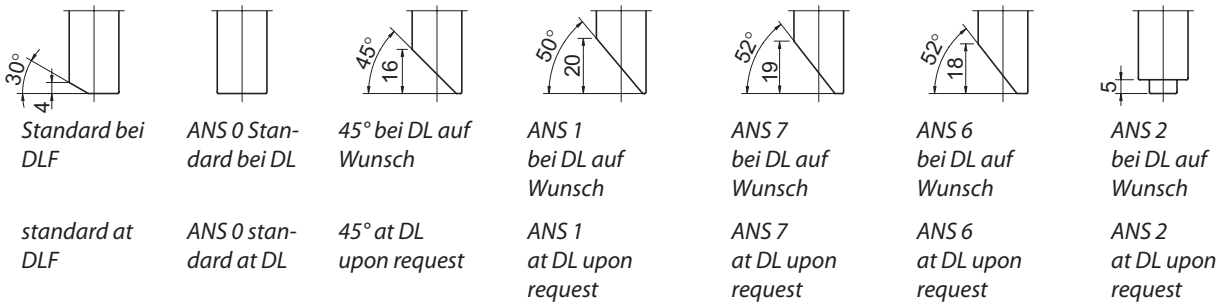 30°
4
45°
16
50°
20
52°
19
52°
18
5
Standard bei
DLF
ANS 0 Stan-
dard bei DL
45° bei DL auf
Wunsch
ANS 1
bei DL auf
Wunsch
ANS 7
bei DL auf
Wunsch
ANS 6
bei DL auf
Wunsch
ANS 2
bei DL auf
Wunsch
standard at
DLF
ANS 0 stan-
dard at DL
45° at DL
upon request
ANS 1
at DL upon
request
ANS 7
at DL upon
request
ANS 6
at DL upon
request
ANS 2
at DL upon
request